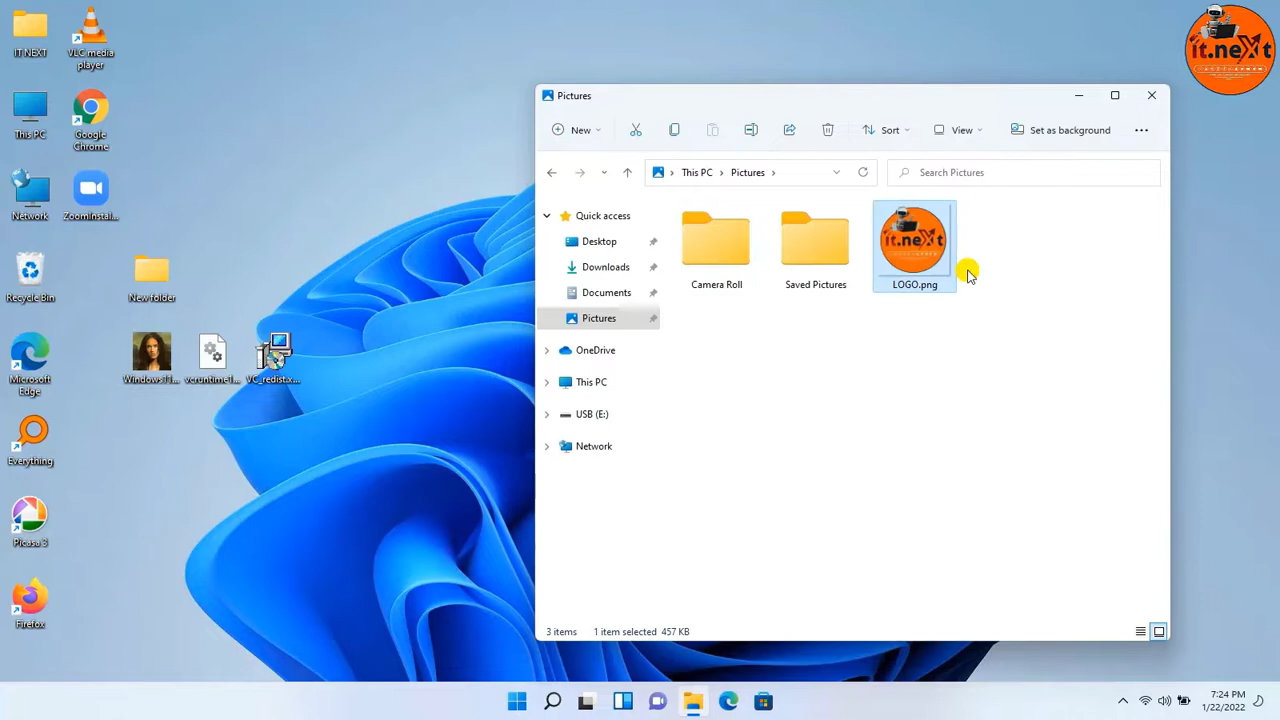 IT NEXT
VLC media
player
it.neXt
This PC
Google
Chrome
Network
Zoominstal...
Recycle Bin
New folder
Microsoft
Edge
Windows11...
vcruntime1...
VC_redist.x...
Everything
Picasa 3
Firefox
Pictures
New
Sort
View
Set as background
This PC
Pictures
Search Pictures
Quick access
Desktop
Downloads
Documents
Pictures
OneDrive
This PC
USB (E:)
Network
Camera Roll
Saved Pictures
it.neXt
LOGO.png
3 items
1 item selected 457 KB
7:24 PM
1/22/2022